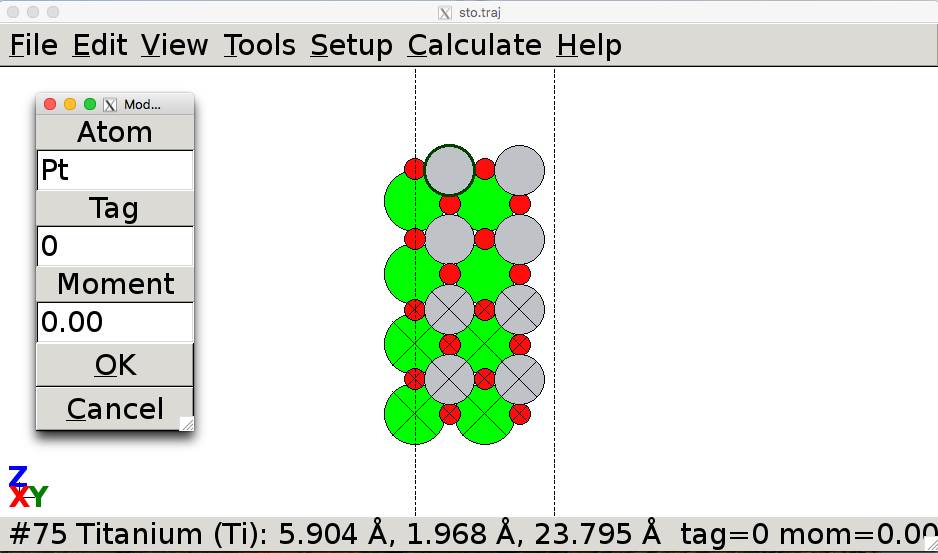 sto.traj
File Edit View Tools Setup Calculate Help
Mod...
Atom
Pt
Tag
0
Moment
0.00
OK
Cancel
Z
XY
#75 Titanium (Ti): 5.904 Å, 1.968 Å, 23.795 Å tag=0 mom=0.00